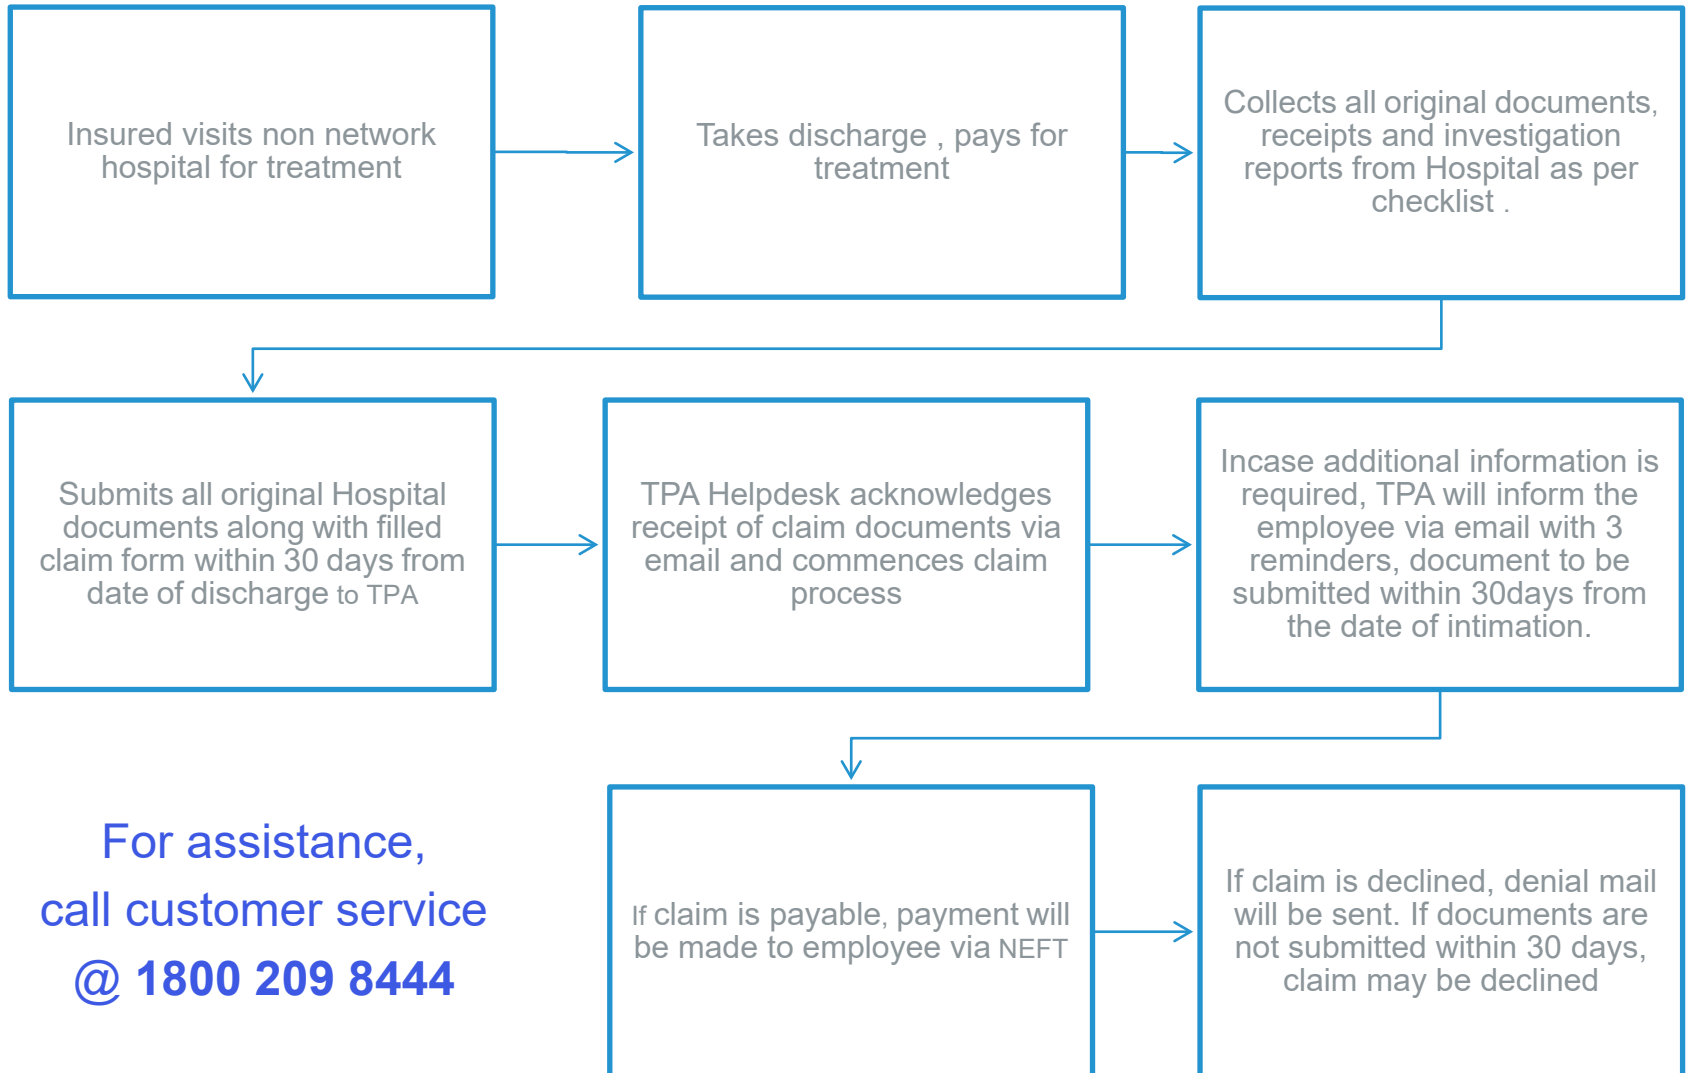 Insured visits non network
hospital for treatment
Takes discharge , pays for
treatment
Collects all original documents,
receipts and investigation
reports from Hospital as per
checklist .
Submits all original Hospital
documents along with filled
claim form within 30 days from
date of discharge to TPA
TPA Helpdesk acknowledges
receipt of claim documents via
email and commences claim
process
Incase additional information is
required, TPA will inform the
employee via email with 3
reminders, document to be
submitted within 30days from
the date of intimation.
For assistance,
call customer service
@ 1800 209 8444
If claim is payable, payment will
be made to employee via NEFT
If claim is declined, denial mail
will be sent. If documents are
not submitted within 30 days,
claim may be declined